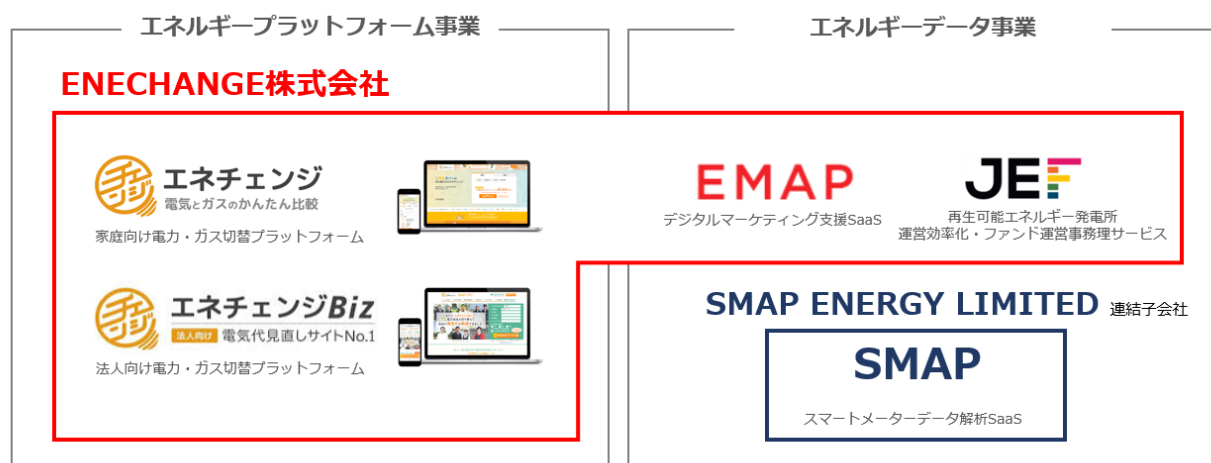 エネルギープラットフォーム事業
エネルギーデータ事業
ENECHANGE株式会社
チェンジ
エネチェンジ
電気とガスのかんたん比較
家庭向け電力・ガス切替プラットフォーム
チェンジ
エネチェンジBiz
法人向け 電気代見直しサイトNo.1
法人向け電力・ガス切替プラットフォーム
EMAP
デジタルマーケティング支援SaaS
JEF
再生可能エネルギー発電所
運営効率化・ファンド運営事務理サービス
SMAP ENERGY LIMITED 連結子会社
SMAP
スマートメーターデータ解析SaaS